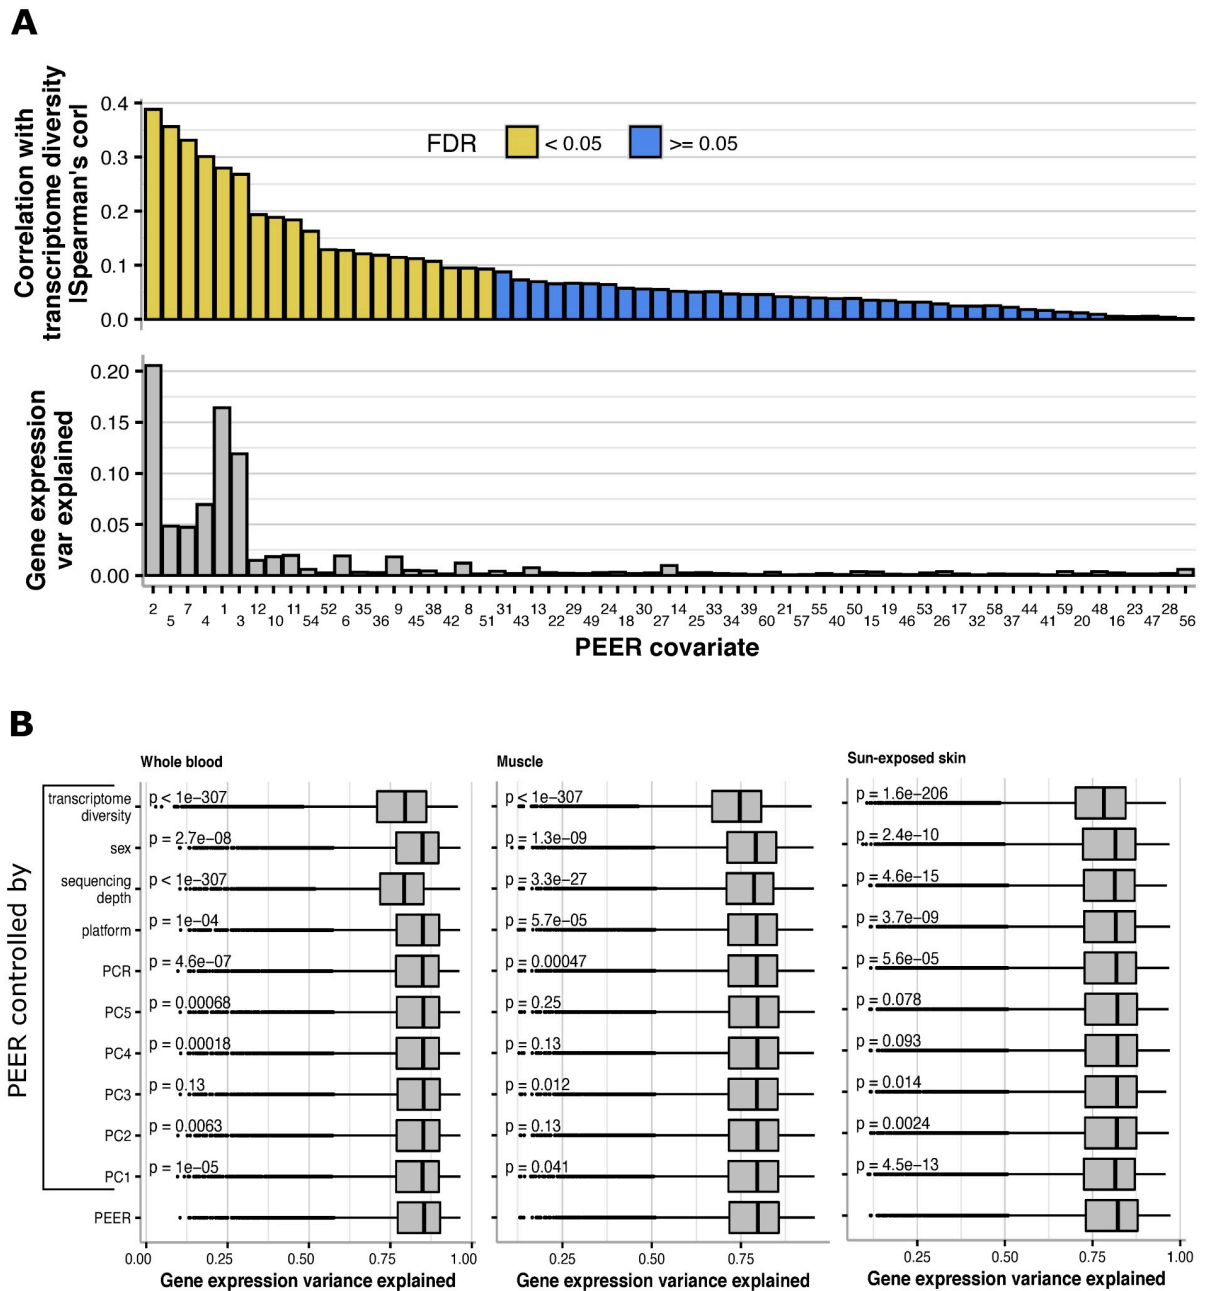 A
Correlation with
transcriptome diversity
|Spearman's cor|
0.4
0.3
0.2
0.1
0.0
FDR < 0.05 >= 0.05
Gene expression
var explained
0.20
0.15
0.10
0.05
0.00
2 7 1 12 11 52 35 9 38 8 31 13 29 24 30 14 33 39 21 55 50 19 53 17 58 44 59 48 23 28
5 4 3 10 54 6 36 45 42 51 43 22 49 18 27 25 34 60 57 40 15 46 26 32 37 41 20 16 47 56
PEER covariate
B
PEER controlled by
transcriptome
diversity
sex
sequencing
depth
platform
PCR
PC5
PC4
PC3
PC2
PC1
PEER
Whole blood
p < 1e−307
p = 2.7e−08
p < 1e−307
p = 1e−04
p = 4.6e−07
p = 0.00068
p = 0.00018
p = 0.13
p = 0.0063
p = 1e−05
0.00 0.25 0.50 0.75 1.00
Gene expression variance explained
Muscle
p < 1e−307
p = 1.3e−09
p = 3.3e−27
p = 5.7e−05
p = 0.00047
p = 0.25
p = 0.13
p = 0.012
p = 0.13
p = 0.041
0.25 0.50 0.75
Gene expression variance explained
Sun-exposed skin
p = 1.6e−206
p = 2.4e−10
p = 4.6e−15
p = 3.7e−09
p = 5.6e−05
p = 0.078
p = 0.093
p = 0.014
p = 0.0024
p = 4.5e−13
0.25 0.50 0.75 1.00
Gene expression variance explained